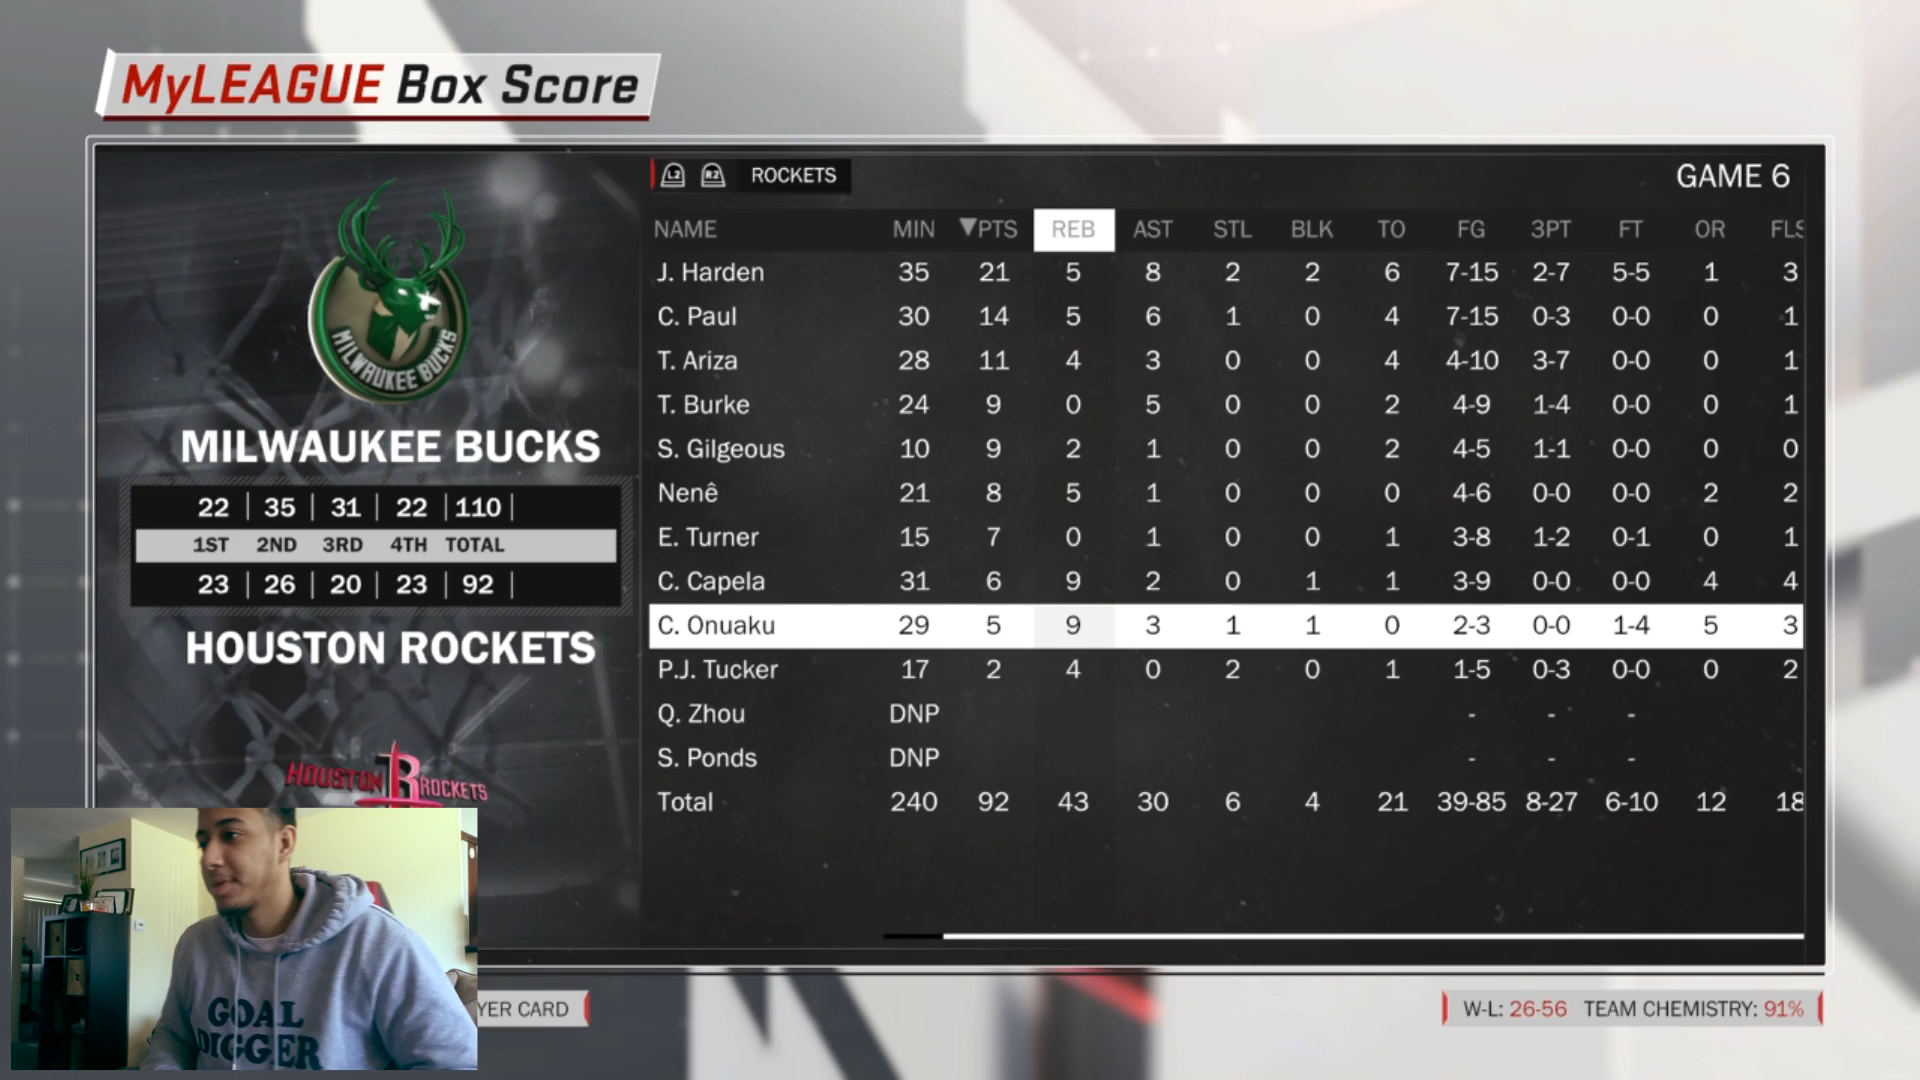 MyLEAGUE Box Score
L2 R2 ROCKETS
GAME 6
NAME MIN PTS REB AST STL BLK TO FG 3PT FT OR FLS
J. Harden 35 21 5 8 2 2 6 7-15 2-7 5-5 1 3
C. Paul 30 14 5 6 1 0 4 7-15 0-3 0-0 0 1
T. Ariza 28 11 4 3 0 0 4 4-10 3-7 0-0 0 1
T. Burke 24 9 0 5 0 0 2 4-9 1-4 0-0 0 1
S. Gilgeous 10 9 2 1 0 0 2 4-5 1-1 0-0 0 0
Nenê 21 8 5 1 0 0 0 4-6 0-0 0-0 2 2
E. Turner 15 7 0 1 0 0 1 3-8 1-2 0-1 0 1
C. Capela 31 6 9 2 0 1 1 3-9 0-0 0-0 4 4
C. Onuaku 29 5 9 3 1 1 0 2-3 0-0 1-4 5 3
P.J. Tucker 17 2 4 0 2 0 1 1-5 0-3 0-0 0 2
Q. Zhou DNP - - -
S. Ponds DNP - - -
Total 240 92 43 30 6 4 21 39-85 8-27 6-10 12 18
MILWAUKEE BUCKS
MILWAUKEE BUCKS
22 | 35 | 31 | 22 | 110 |
1ST 2ND 3RD 4TH TOTAL
23 | 26 | 20 | 23 | 92 |
HOUSTON ROCKETS
HOUSTON R ROCKETS
GOAL
DIGGER
YER CARD
W-L: 26-56 TEAM CHEMISTRY: 91%